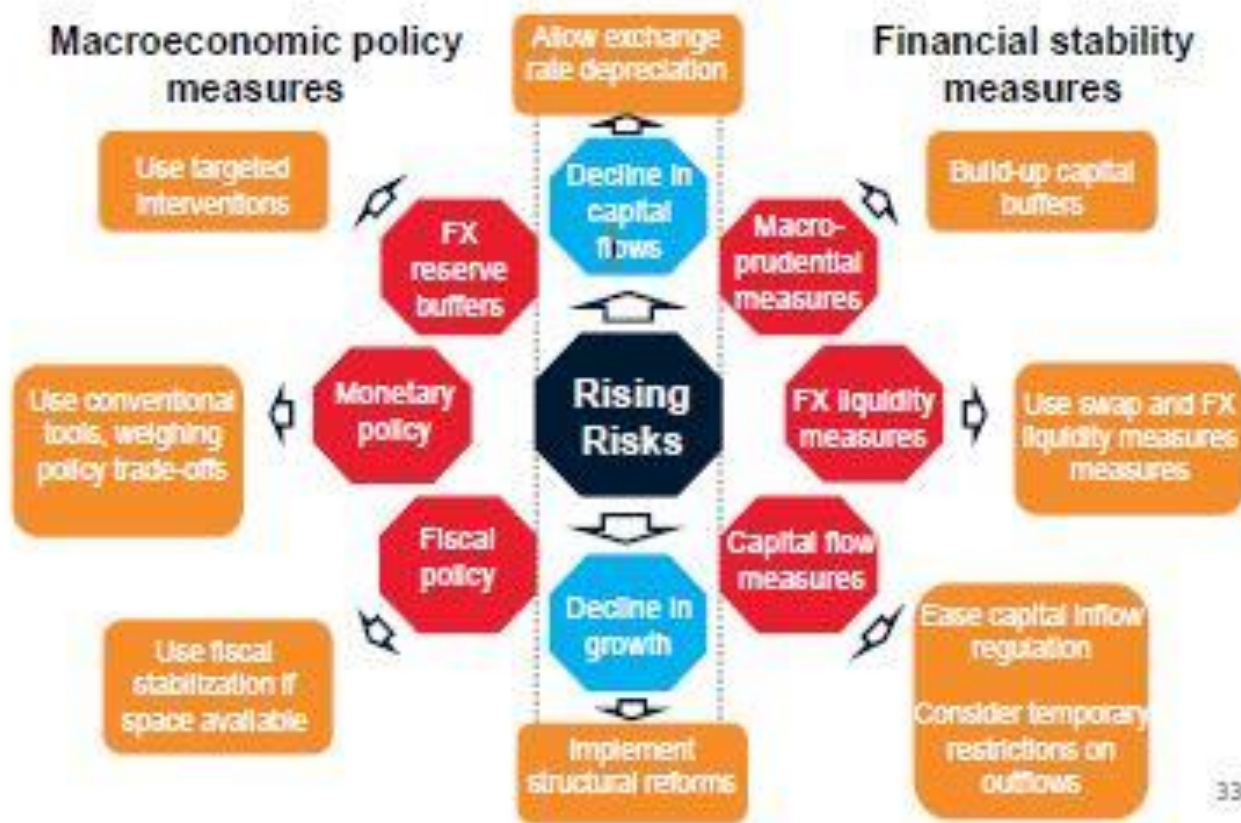 Macroeconomic policy
measures
Allow exchange
rate depreciation
Financial stability
measures
Use targeted
interventions
Decline in
capital
flows
Build-up capital
buffers
FX
reserve
buffers
Macro-
prudential
measures
Use conventional
tools, weighing
policy trade-offs
Monetary
policy
Rising
Risks
FX liquidity
measures
Use swap and FX
liquidity measures
measures
Fiscal
policy
Capital flow
measures
Decline in
growth
Use fiscal
stabilization if
space available
Ease capital inflow
regulation
Consider temporary
restrictions on
outflows
Implement
structural reforms
33